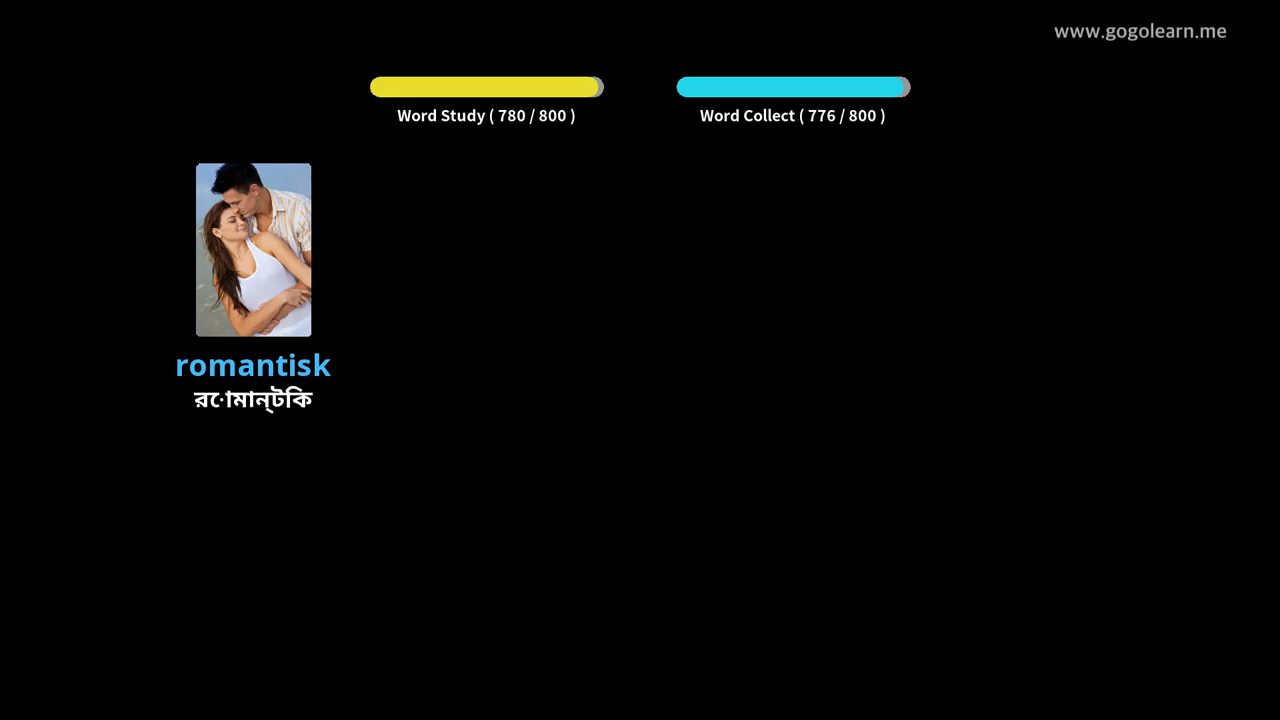 www.gogolearn.me
Word Study ( 780 / 800 )
Word Collect ( 776 / 800 )
romantisk
রোমান্টিক